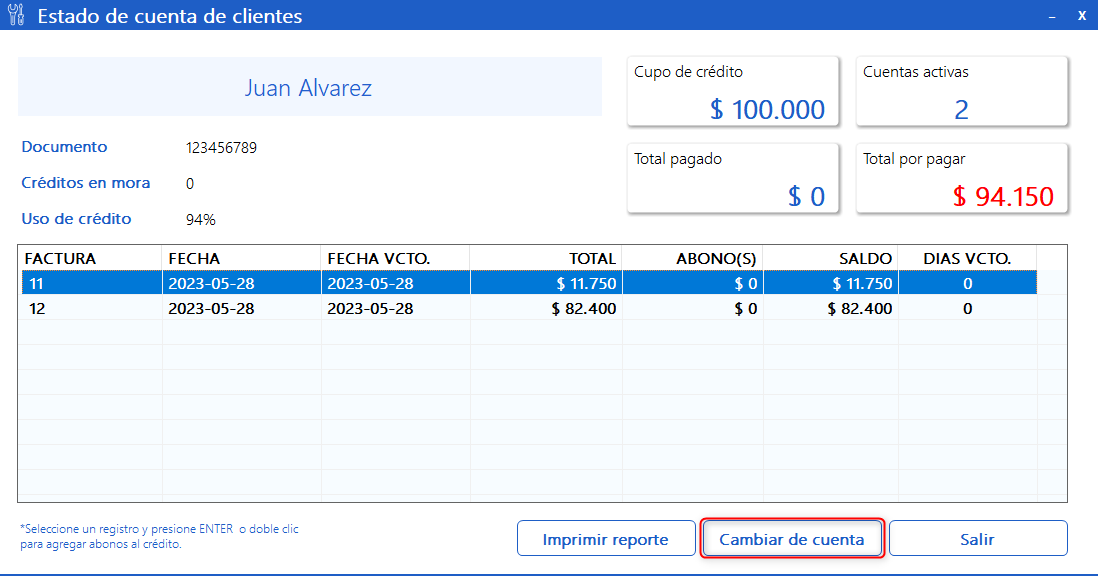 Estado de cuenta de clientes
Juan Alvarez
Cupo de crédito
$ 100.000
Cuentas activas
2
Documento 123456789
Créditos en mora 0
Uso de crédito 94%
Total pagado
$ 0
Total por pagar
$ 94.150
FACTURA FECHA FECHA VCTO. TOTAL ABONO(S) SALDO DIAS VCTO.
11 2023-05-28 2023-05-28 $ 11.750 $ 0 $ 11.750 0
12 2023-05-28 2023-05-28 $ 82.400 $ 0 $ 82.400 0
*Seleccione un registro y presione ENTER o doble clic
para agregar abonos al crédito.
Imprimir reporte Cambiar de cuenta Salir